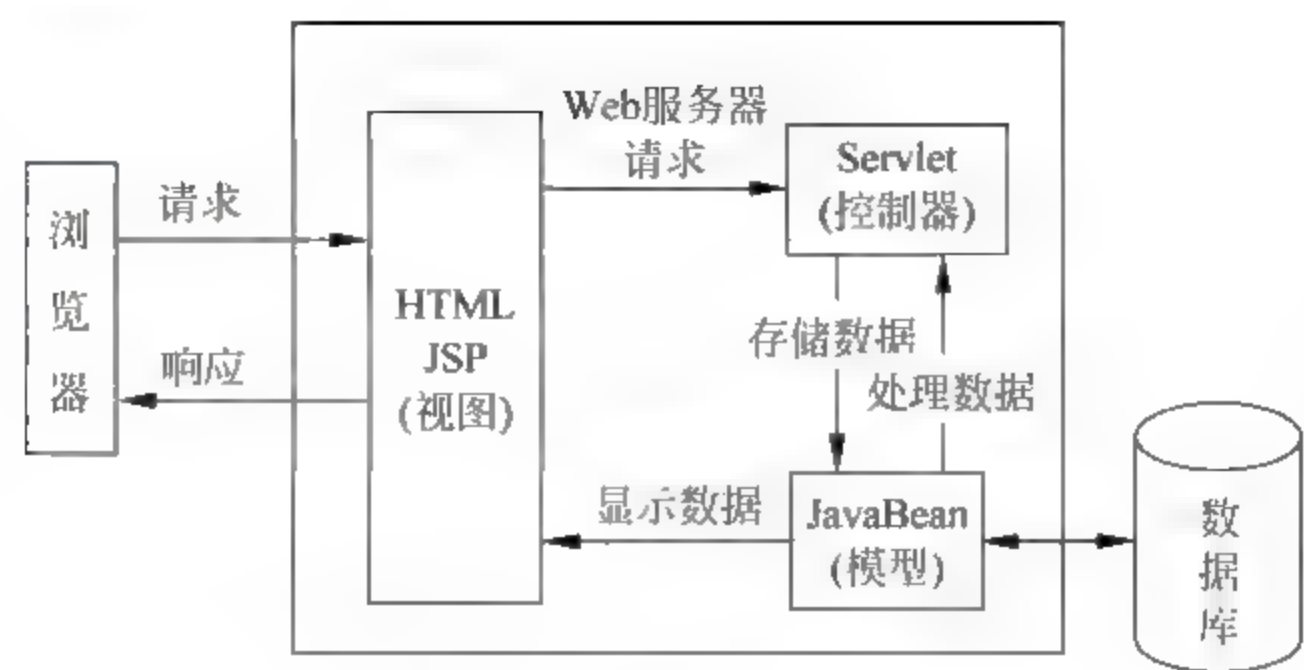 Web服务器
请求
Servlet
(控制器)
请求
浏
览
器
HTML
JSP
(视图)
响应
存储数据
处理数据
显示数据
JavaBean
(模型)
数
据
库